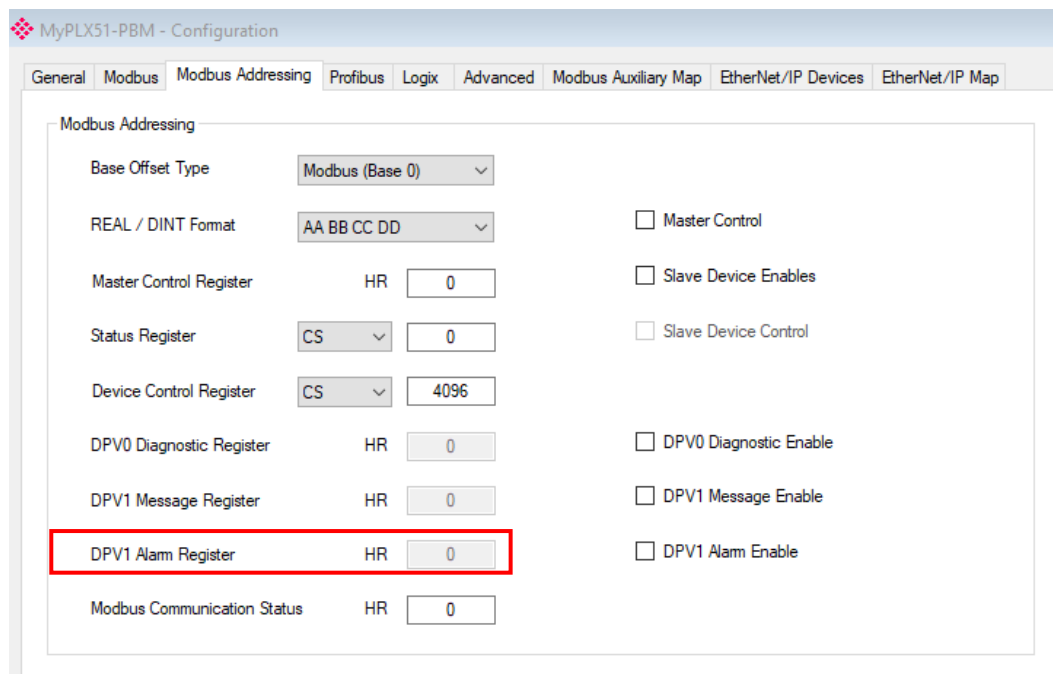 MyPLX51-PBM - Configuration
General Modbus Modbus Addressing Profibus Logix Advanced Modbus Auxiliary Map EtherNet/IP Devices EtherNet/IP Map
Modbus Addressing
Base Offset Type Modbus (Base 0)
REAL / DINT Format AA BB CC DD Master Control
Master Control Register HR 0 Slave Device Enables
Status Register CS 0 Slave Device Control
Device Control Register CS 4096
DPV0 Diagnostic Register HR 0 DPV0 Diagnostic Enable
DPV1 Message Register HR 0 DPV1 Message Enable
DPV1 Alarm Register HR 0 DPV1 Alarm Enable
Modbus Communication Status HR 0